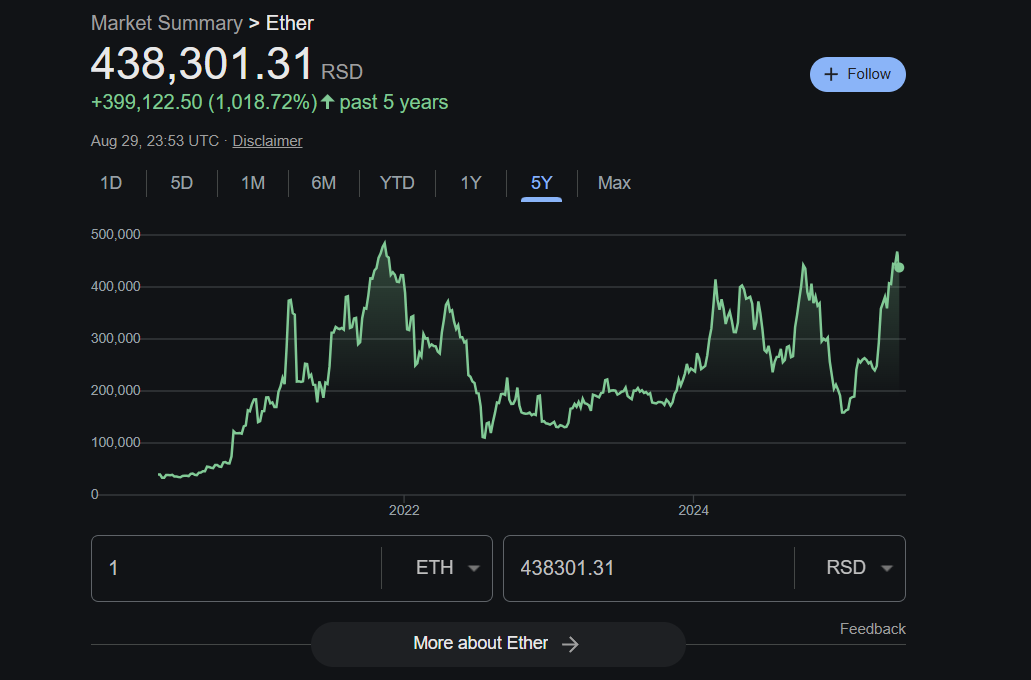 Market Summary > Ether
438,301.31 RSD
+ Follow
+399,122.50 (1,018.72%) ↑ past 5 years
Aug 29, 23:53 UTC · Disclaimer
1D 5D 1M 6M YTD 1Y 5Y Max
500,000
400,000
300,000
200,000
100,000
0
2022 2024
1 ETH 438301.31 RSD
Feedback
More about Ether →